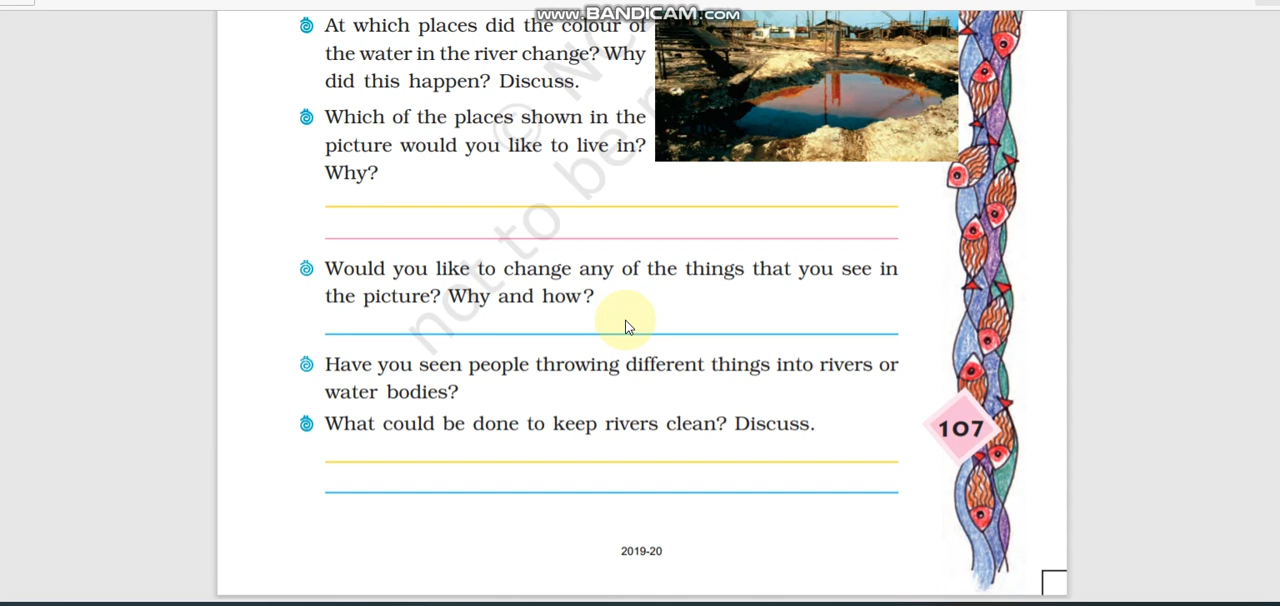 www.BANDICAM.com
At which places did the colour of
the water in the river change? Why
did this happen? Discuss.
Which of the places shown in the
picture would you like to live in?
Why?
Would you like to change any of the things that you see in
the picture? Why and how?
Have you seen people throwing different things into rivers or
water bodies?
What could be done to keep rivers clean? Discuss.
107
2019-20
© NC
not to be